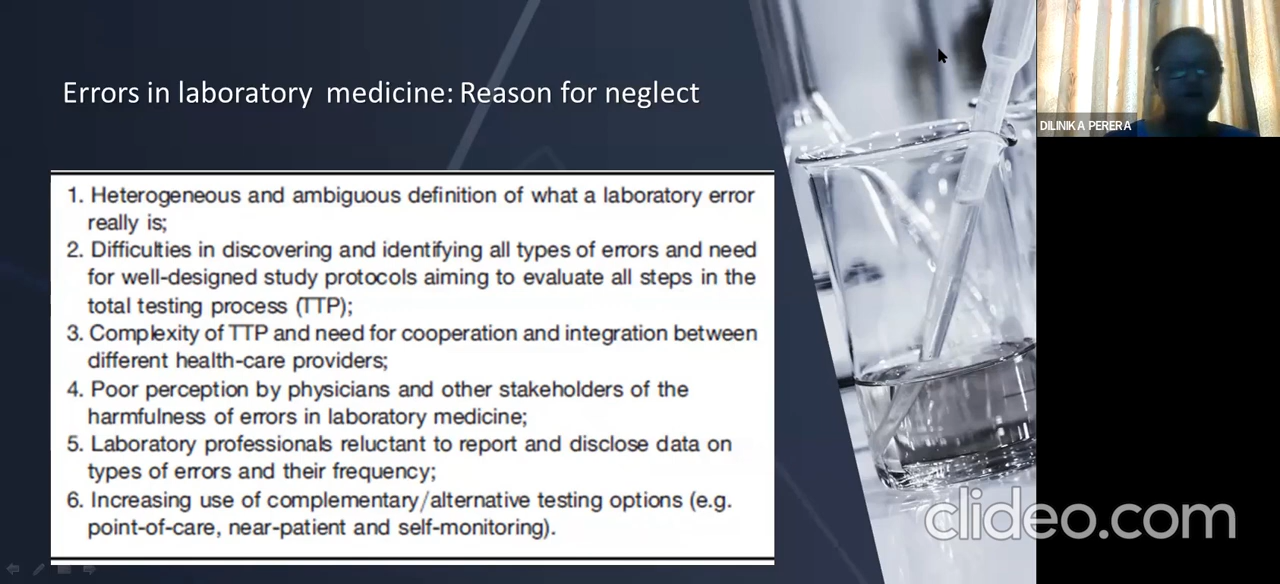 Errors in laboratory medicine: Reason for neglect
DILINIKA PERERA
1. Heterogeneous and ambiguous definition of what a laboratory error
really is;
2. Difficulties in discovering and identifying all types of errors and need
for well-designed study protocols aiming to evaluate all steps in the
total testing process (TTP);
3. Complexity of TTP and need for cooperation and integration between
different health-care providers;
4. Poor perception by physicians and other stakeholders of the
harmfulness of errors in laboratory medicine;
5. Laboratory professionals reluctant to report and disclose data on
types of errors and their frequency;
6. Increasing use of complementary/alternative testing options (e.g.
point-of-care, near-patient and self-monitoring).
clideo.com